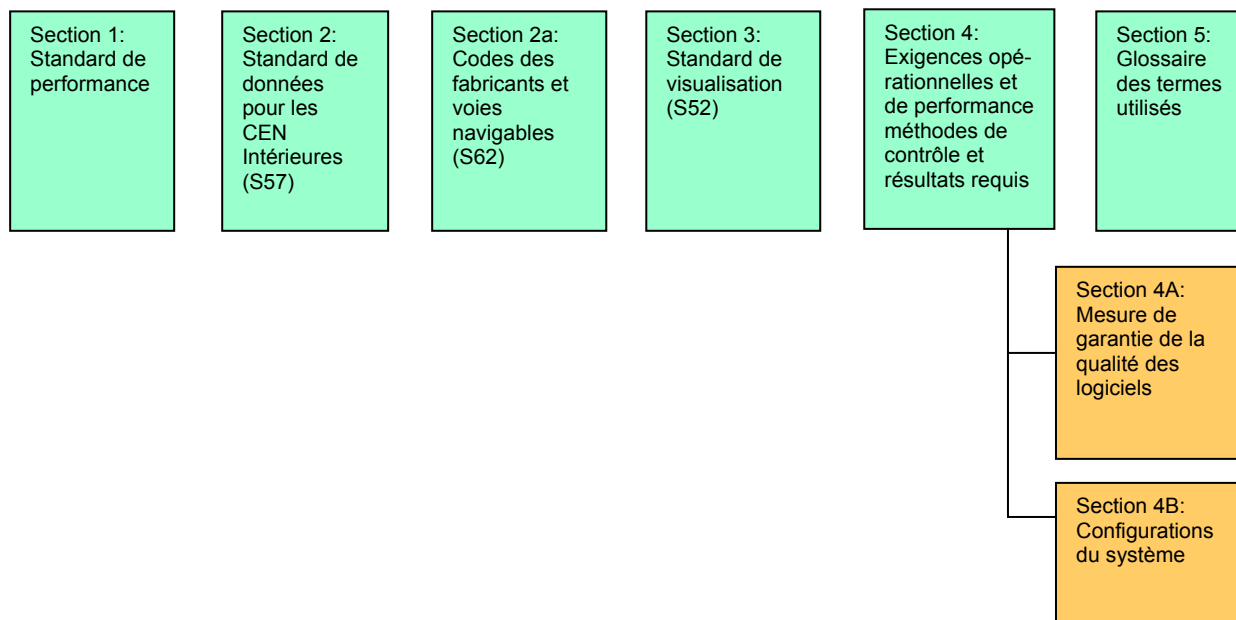 Section 1:
Standard de
performance
Section 2:
Standard de
données
pour les
CEN
Intérieures
(S57)
Section 2a:
Codes des
fabricants et
voies
navigables
(S62)
Section 3:
Standard de
visualisation
(S52)
Section 4:
Exigences opé-
rationnelles et
de performance
méthodes de
contrôle et
résultats requis
Section 5:
Glossaire
des termes
utilisés
Section 4A:
Mesure de
garantie de la
qualité des
logiciels
Section 4B:
Configurations
du système